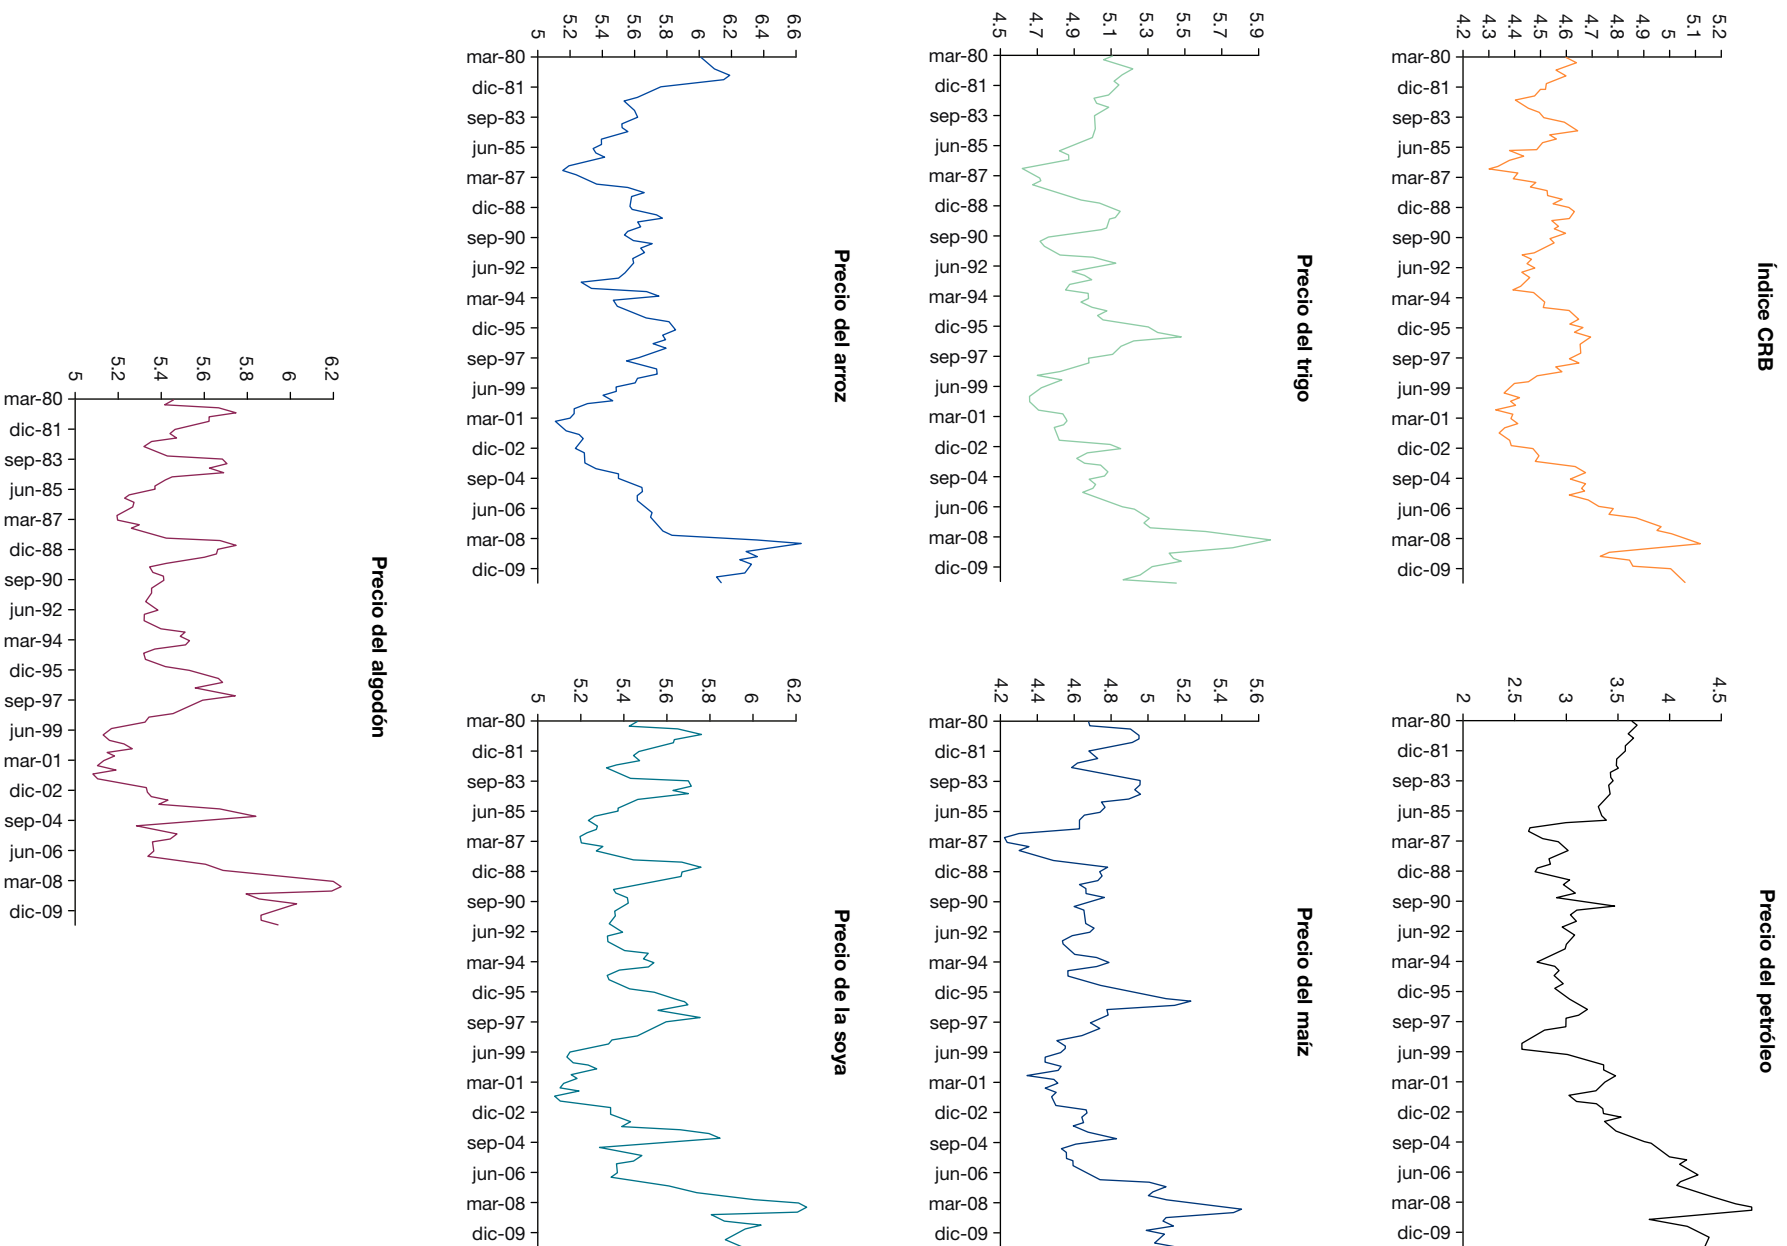 Índice CRB
5.2
5.1
5
4.9
4.9
4.7
4.6
4.5
4.4
4.3
4.2
mar-80
dic-81
sep-83
jun-85
mar-87
dic-88
sep-90
jun-92
mar-94
dic-95
sep-97
jun-99
mar-01
dic-02
sep-04
jun-06
mar-08
dic-09
Precio del petróleo
4.5
4
3.5
3
2.5
2
mar-80
dic-81
sep-83
jun-85
mar-87
dic-88
sep-90
jun-92
mar-94
dic-95
sep-97
jun-99
mar-01
dic-02
sep-04
jun-06
mar-08
dic-09
Precio del trigo
5.9
5.7
5.5
5.3
5.1
4.9
4.7
4.5
mar-80
dic-81
sep-83
jun-85
mar-87
dic-88
sep-90
jun-92
mar-94
dic-95
sep-97
jun-99
mar-01
dic-02
sep-04
jun-06
mar-08
dic-09
Precio del maíz
5.6
5.4
5.2
5
4.8
4.6
4.4
4.2
mar-80
dic-81
sep-83
jun-85
mar-87
dic-88
sep-90
jun-92
mar-94
dic-95
sep-97
jun-99
mar-01
dic-02
sep-04
jun-06
mar-08
dic-09
Precio del arroz
6.6
6.4
6.2
6
5.8
5.6
5.4
5.2
5
mar-80
dic-81
sep-83
jun-85
mar-87
dic-88
sep-90
jun-92
mar-94
dic-95
sep-97
jun-99
mar-01
dic-02
sep-04
jun-06
mar-08
dic-09
Precio de la soya
6.2
6
5.8
5.6
5.4
5.2
5
mar-80
dic-81
sep-83
jun-85
mar-87
dic-88
sep-90
jun-92
mar-94
dic-95
sep-97
jun-99
mar-01
dic-02
sep-04
jun-06
mar-08
dic-09
Precio del algodón
6.2
6
5.8
5.6
5.4
5.2
5
mar-80
dic-81
sep-83
jun-85
mar-87
dic-88
sep-90
jun-92
mar-94
dic-95
sep-97
jun-99
mar-01
dic-02
sep-04
jun-06
mar-08
dic-09